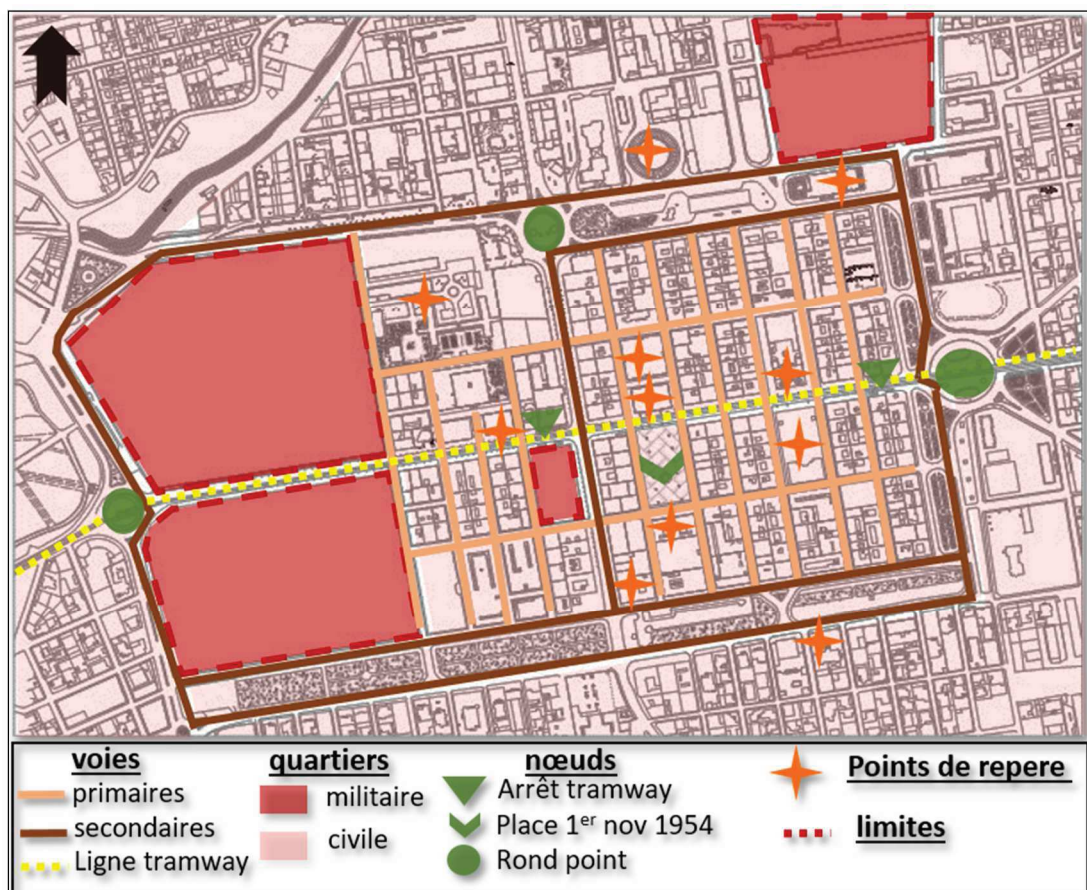 voies
primaires
secondaires
Ligne tramway
quartiers
militaire
civile
nœuds
Arrêt tramway
Place 1er nov 1954
Rond point
Points de repere
limites